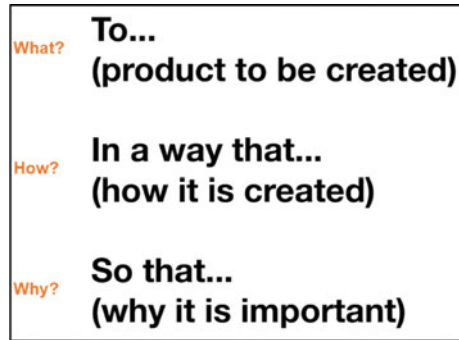 To...
What?
(product to be created)
In a way that...
How?
(how it is created)
So that...
Why?
(why it is important)